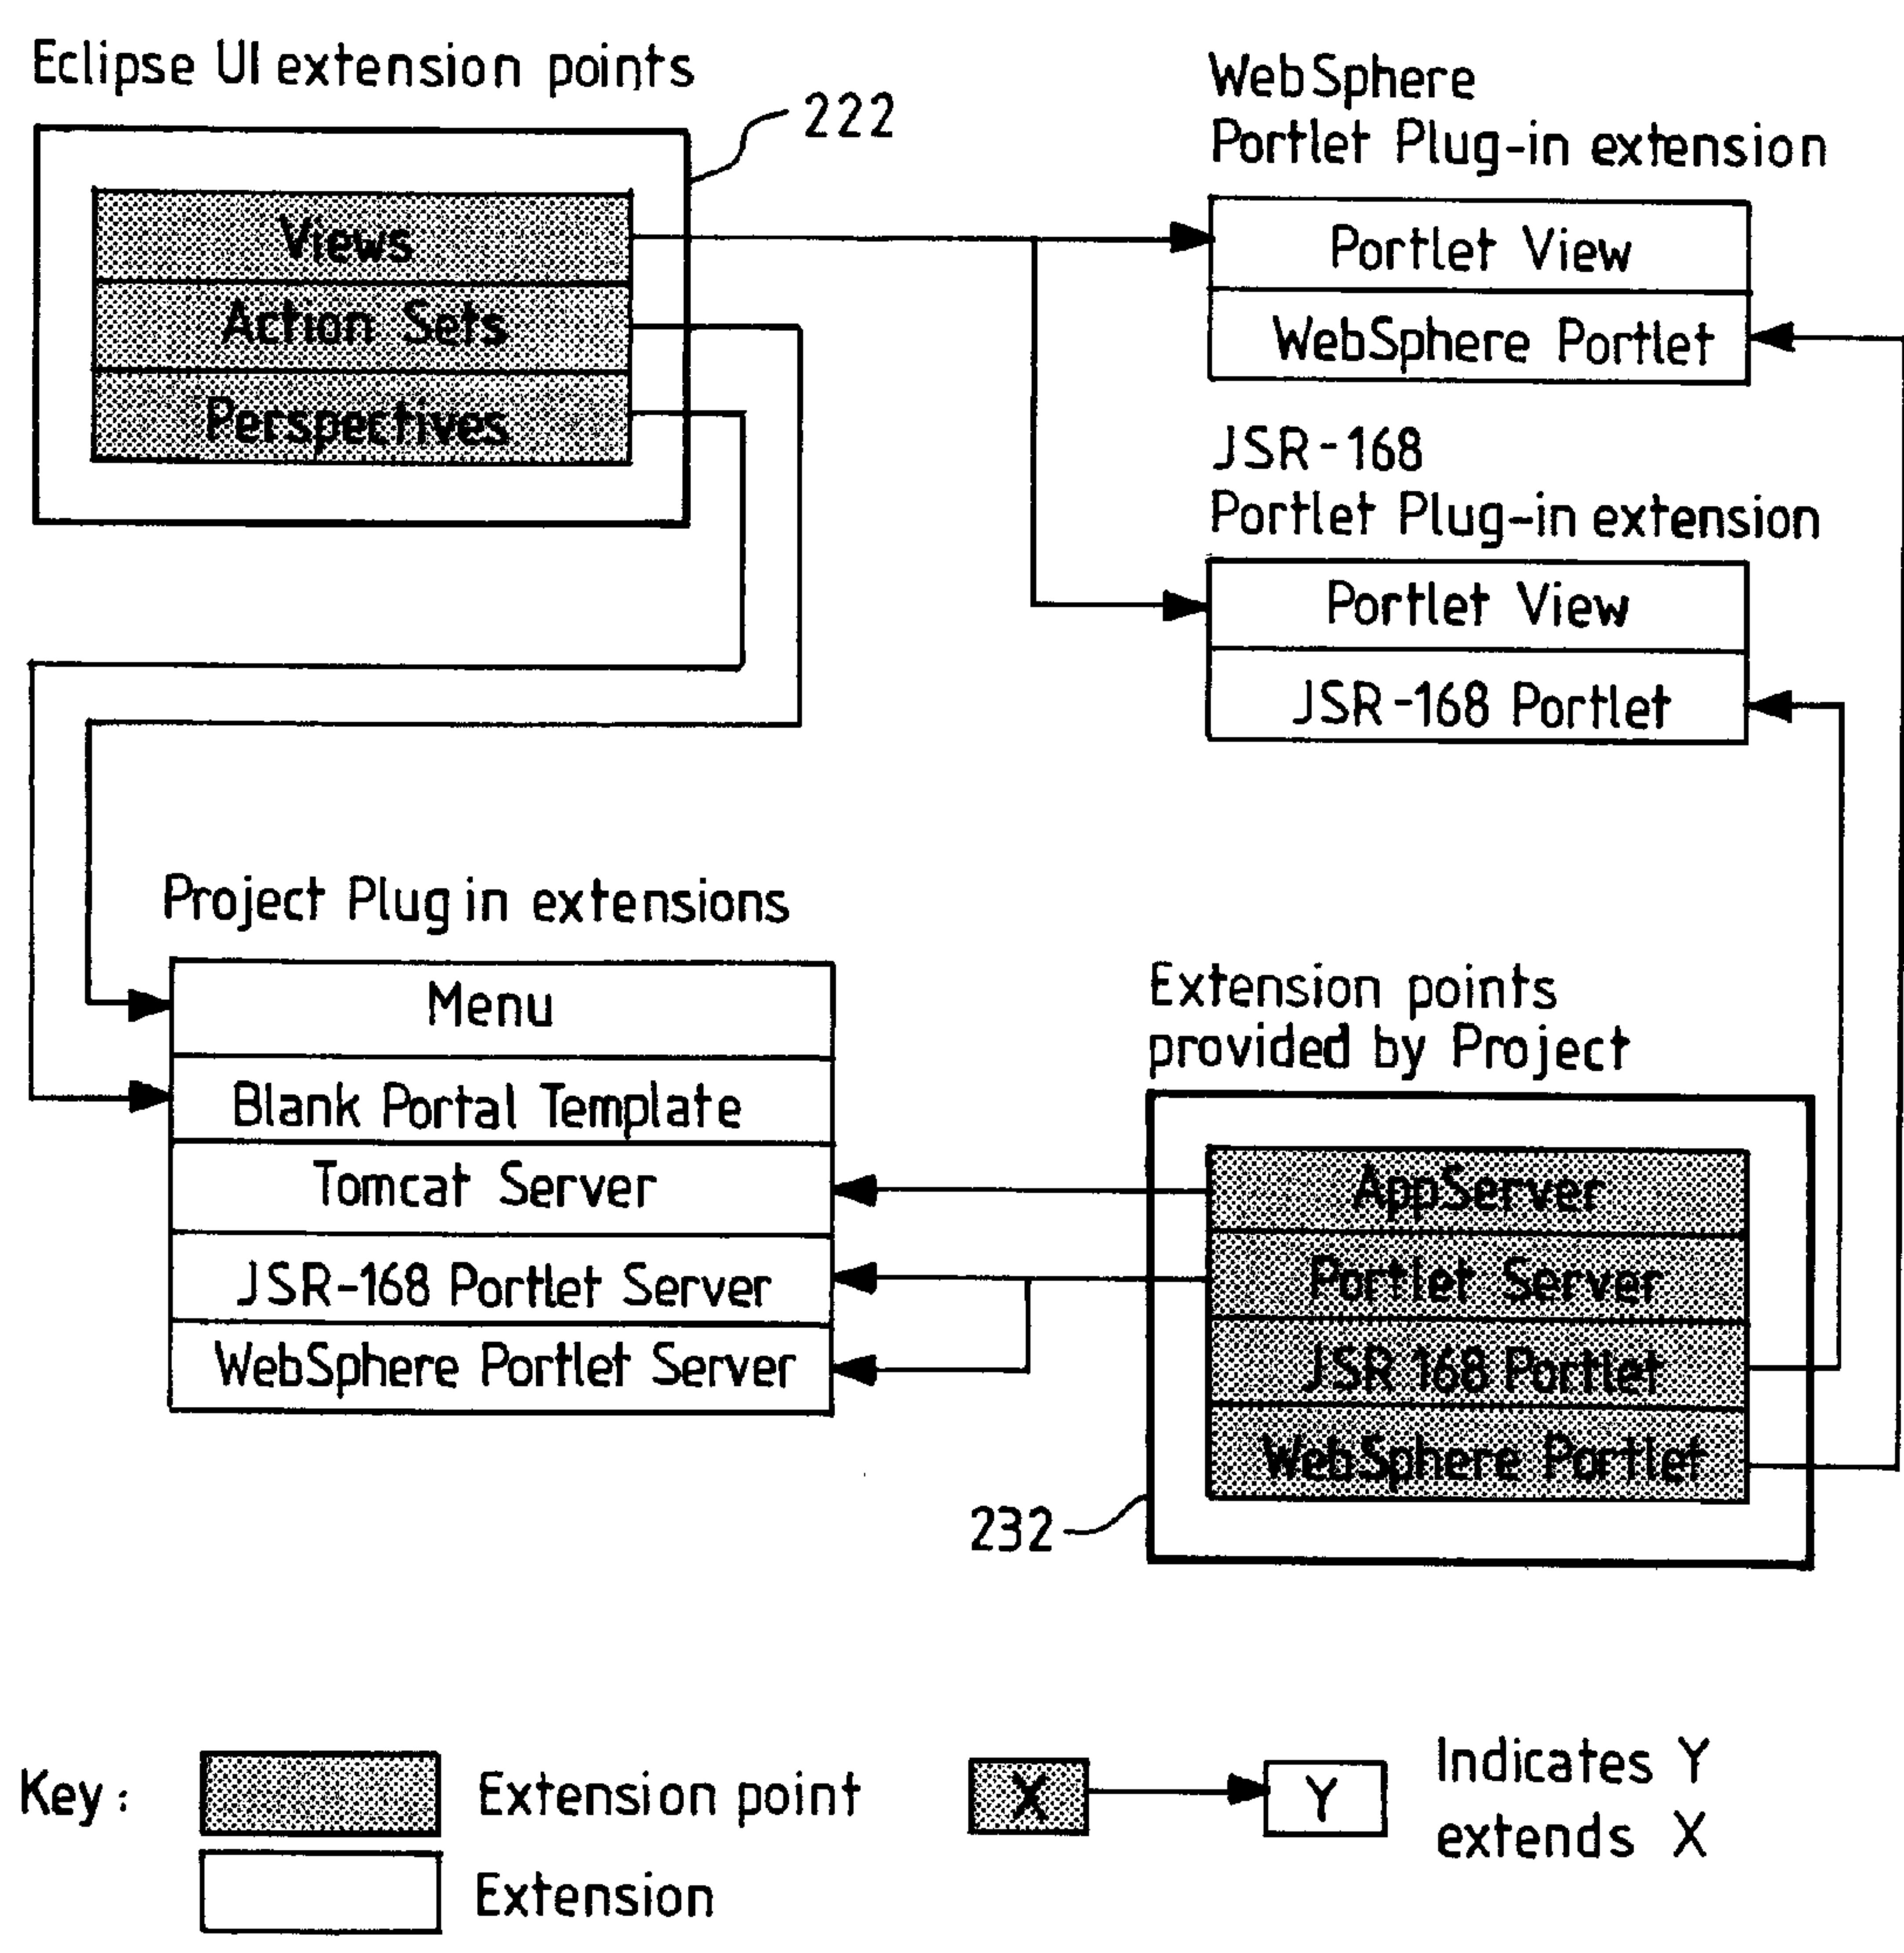 Eclipse UI extension points
222
Views
Action Sets
Perspectives
WebSphere
Portlet Plug-in extension
Portlet View
WebSphere Portlet
JSR-168
Portlet Plug-in extension
Portlet View
JSR-168 Portlet
Project Plug in extensions
Menu
Blank Portal Template
Tomcat Server
JSR-168 Portlet Server
WebSphere Portlet Server
Extension points
provided by Project
AppServer
Portlet Server
JSR 168 Portlet
WebSphere Portlet
232
Key:
Extension point
Extension
X
Y
Indicates Y
extends X